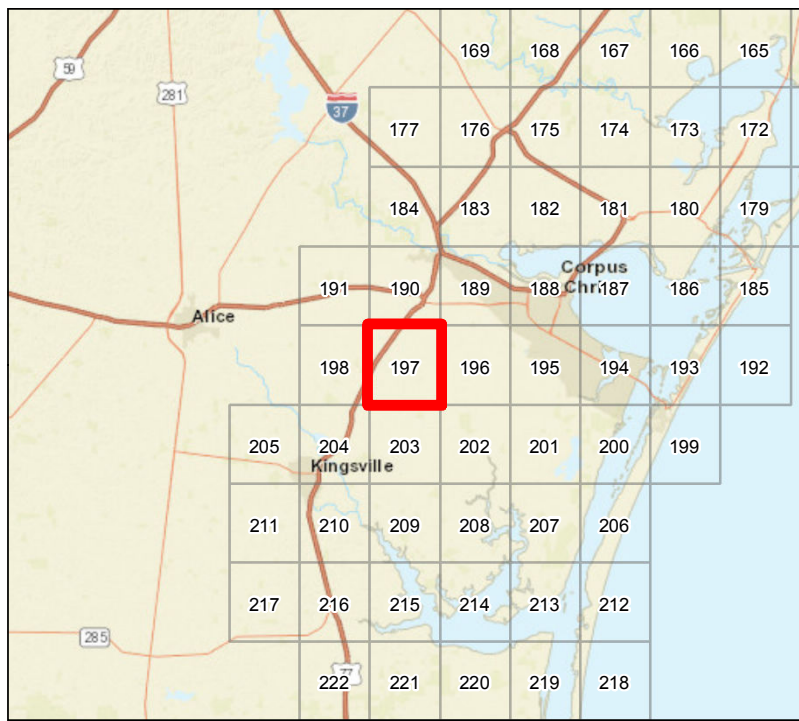 169 168 167 166 165
59
281
37
177 176 175 174 173 172
184 183 182 181 180 179
Corpus
Christi
191 190 189 188 187 186 185
Alice
198 197 196 195 194 193 192
205 204 203 202 201 200 199
Kingsville
211 210 209 208 207 206
217 216 215 214 213 212
285
77
222 221 220 219 218